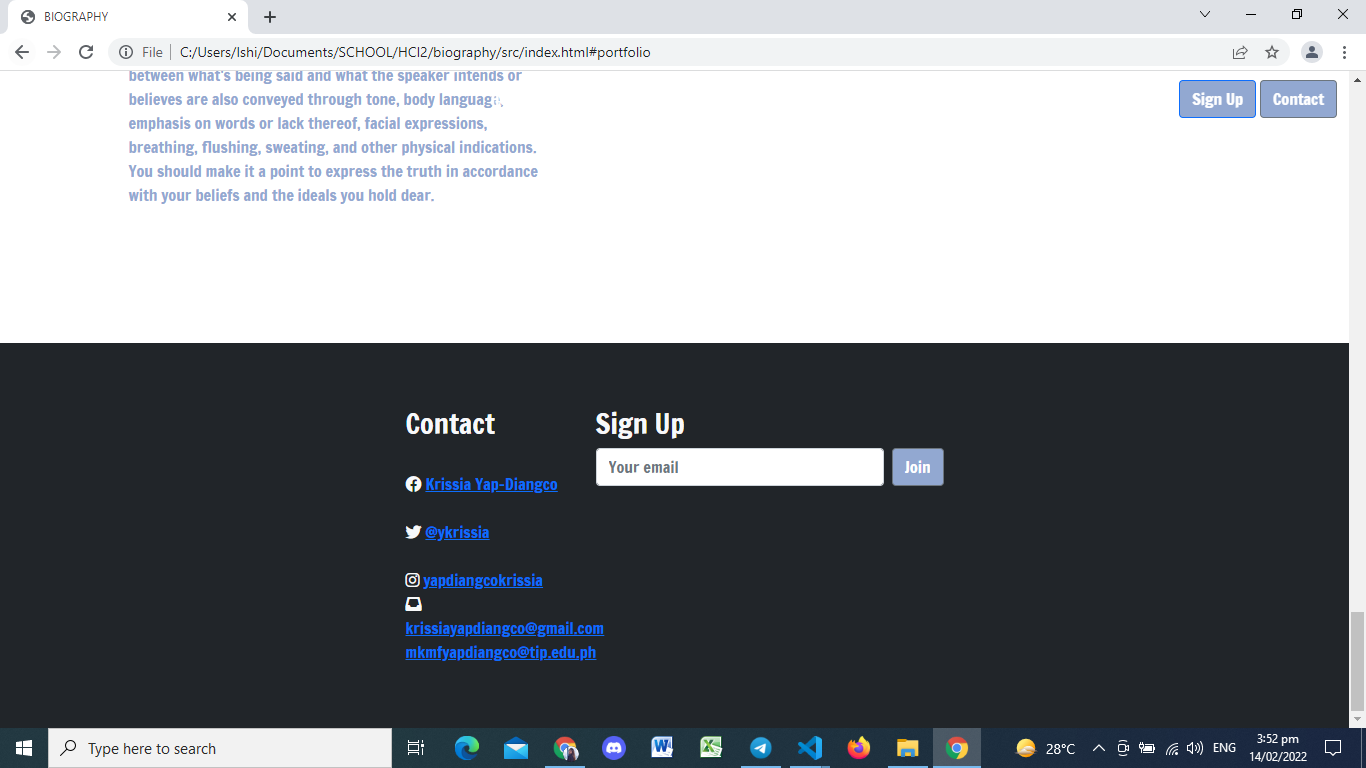 BIOGRAPHY
File
C:/Users/Ishi/Documents/SCHOOL/HCI2/biography/src/index.html#portfolio
between what's being said and what the speaker intends or
believes are also conveyed through tone, body language,
emphasis on words or lack thereof, facial expressions,
breathing, flushing, sweating, and other physical indications.
You should make it a point to express the truth in accordance
with your beliefs and the ideals you hold dear.
Sign Up
Contact
Contact
Krissia Yap-Diangco
@ykrissia
yapdiangcokrissia
krissiayapdiangco@gmail.com
mkmfyapdiangco@tip.edu.ph
Sign Up
Your email
Join
Type here to search
28°C
ENG
3:52 pm
14/02/2022